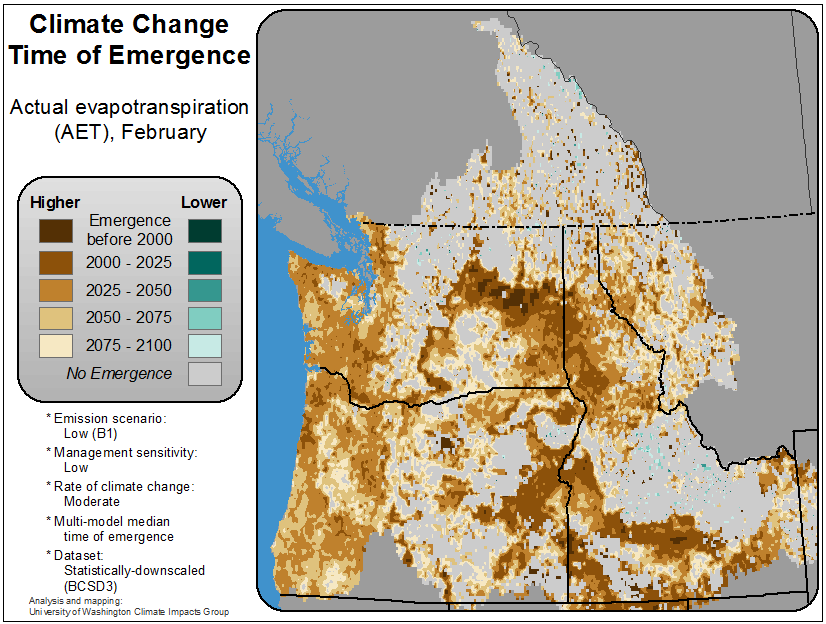 Climate Change
Time of Emergence
Actual evapotranspiration
(AET), February
Higher Lower
Emergence
before 2000
2000 - 2025
2025 - 2050
2050 - 2075
2075 - 2100
No Emergence
* Emission scenario:
Low (B1)
* Management sensitivity:
Low
* Rate of climate change:
Moderate
* Multi-model median
time of emergence
* Dataset:
Statistically-downscaled
(BCSD3)
Analysis and mapping:
University of Washington Climate Impacts Group